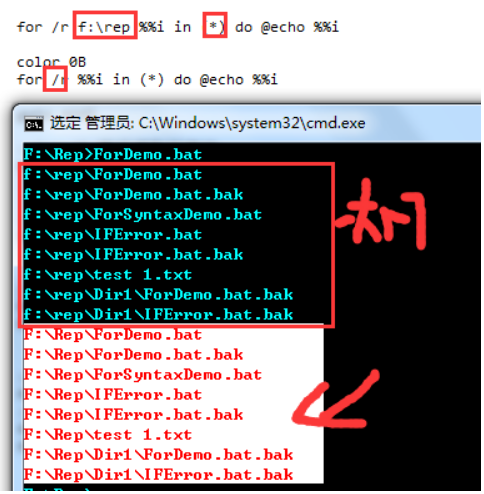 for /r f:\rep %%i in *) do @echo %%i
color 0B
for /r %%i in (*) do @echo %%i
选定 管理员: C:\Windows\system32\cmd.exe
F:\Rep>ForDemo.bat
f:\rep\ForDemo.bat
f:\rep\ForDemo.bat.bak
f:\rep\ForSyntaxDemo.bat
f:\rep\IFError.bat
f:\rep\IFError.bat.bak
f:\rep\test 1.txt
f:\rep\Dir1\ForDemo.bat.bak
f:\rep\Dir1\IFError.bat.bak
F:\Rep\ForDemo.bat
F:\Rep\ForDemo.bat.bak
F:\Rep\ForSyntaxDemo.bat
F:\Rep\IFError.bat
F:\Rep\IFError.bat.bak
F:\Rep\test 1.txt
F:\Rep\Dir1\ForDemo.bat.bak
F:\Rep\Dir1\IFError.bat.bak